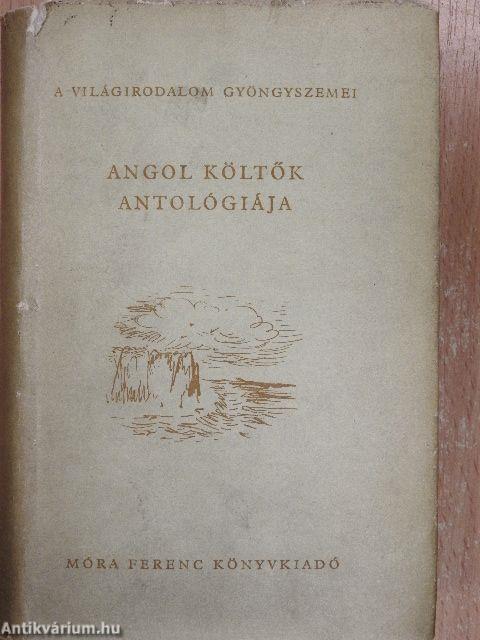 A VILÁGIRODALOM GYÖNGYSZEMEI
ANGOL KÖLTŐK
ANTOLÓGIÁJA
MÓRA FERENC KÖNYVKIADÓ
Antikvárium.hu